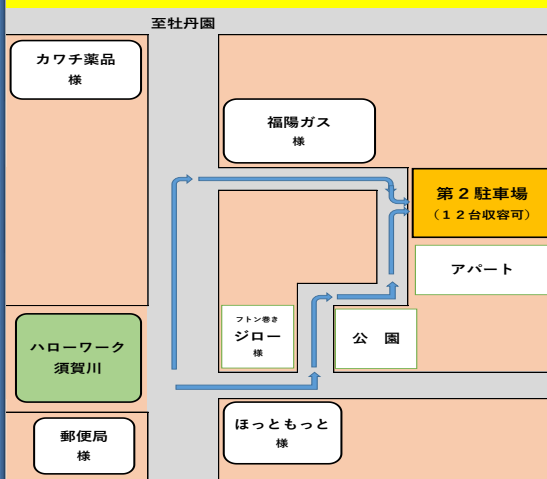 至牡丹園
カワチ薬品
様
福陽ガス
様
第２駐車場
（１２台収容可）
アパート
フトン巻き
ジロー
様
公　園
ハローワーク
須賀川
ほっともっと
様
郵便局
様